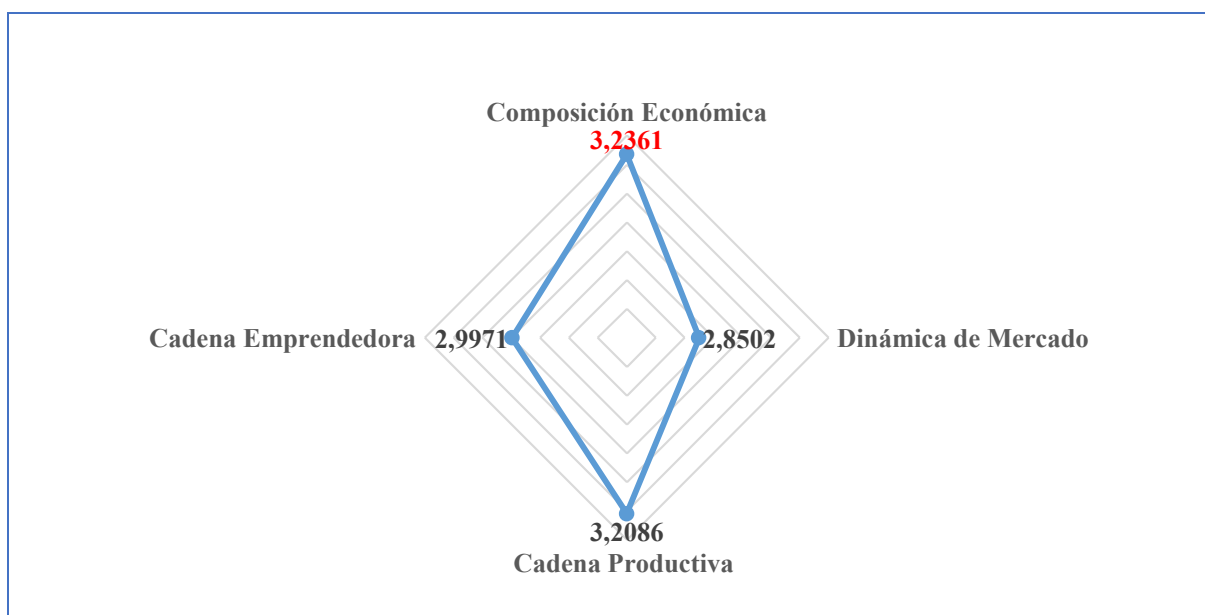 Composición Económica
3,2361
Cadena Emprendedora
2,9971
2,8502
Dinámica de Mercado
3,2086
Cadena Productiva